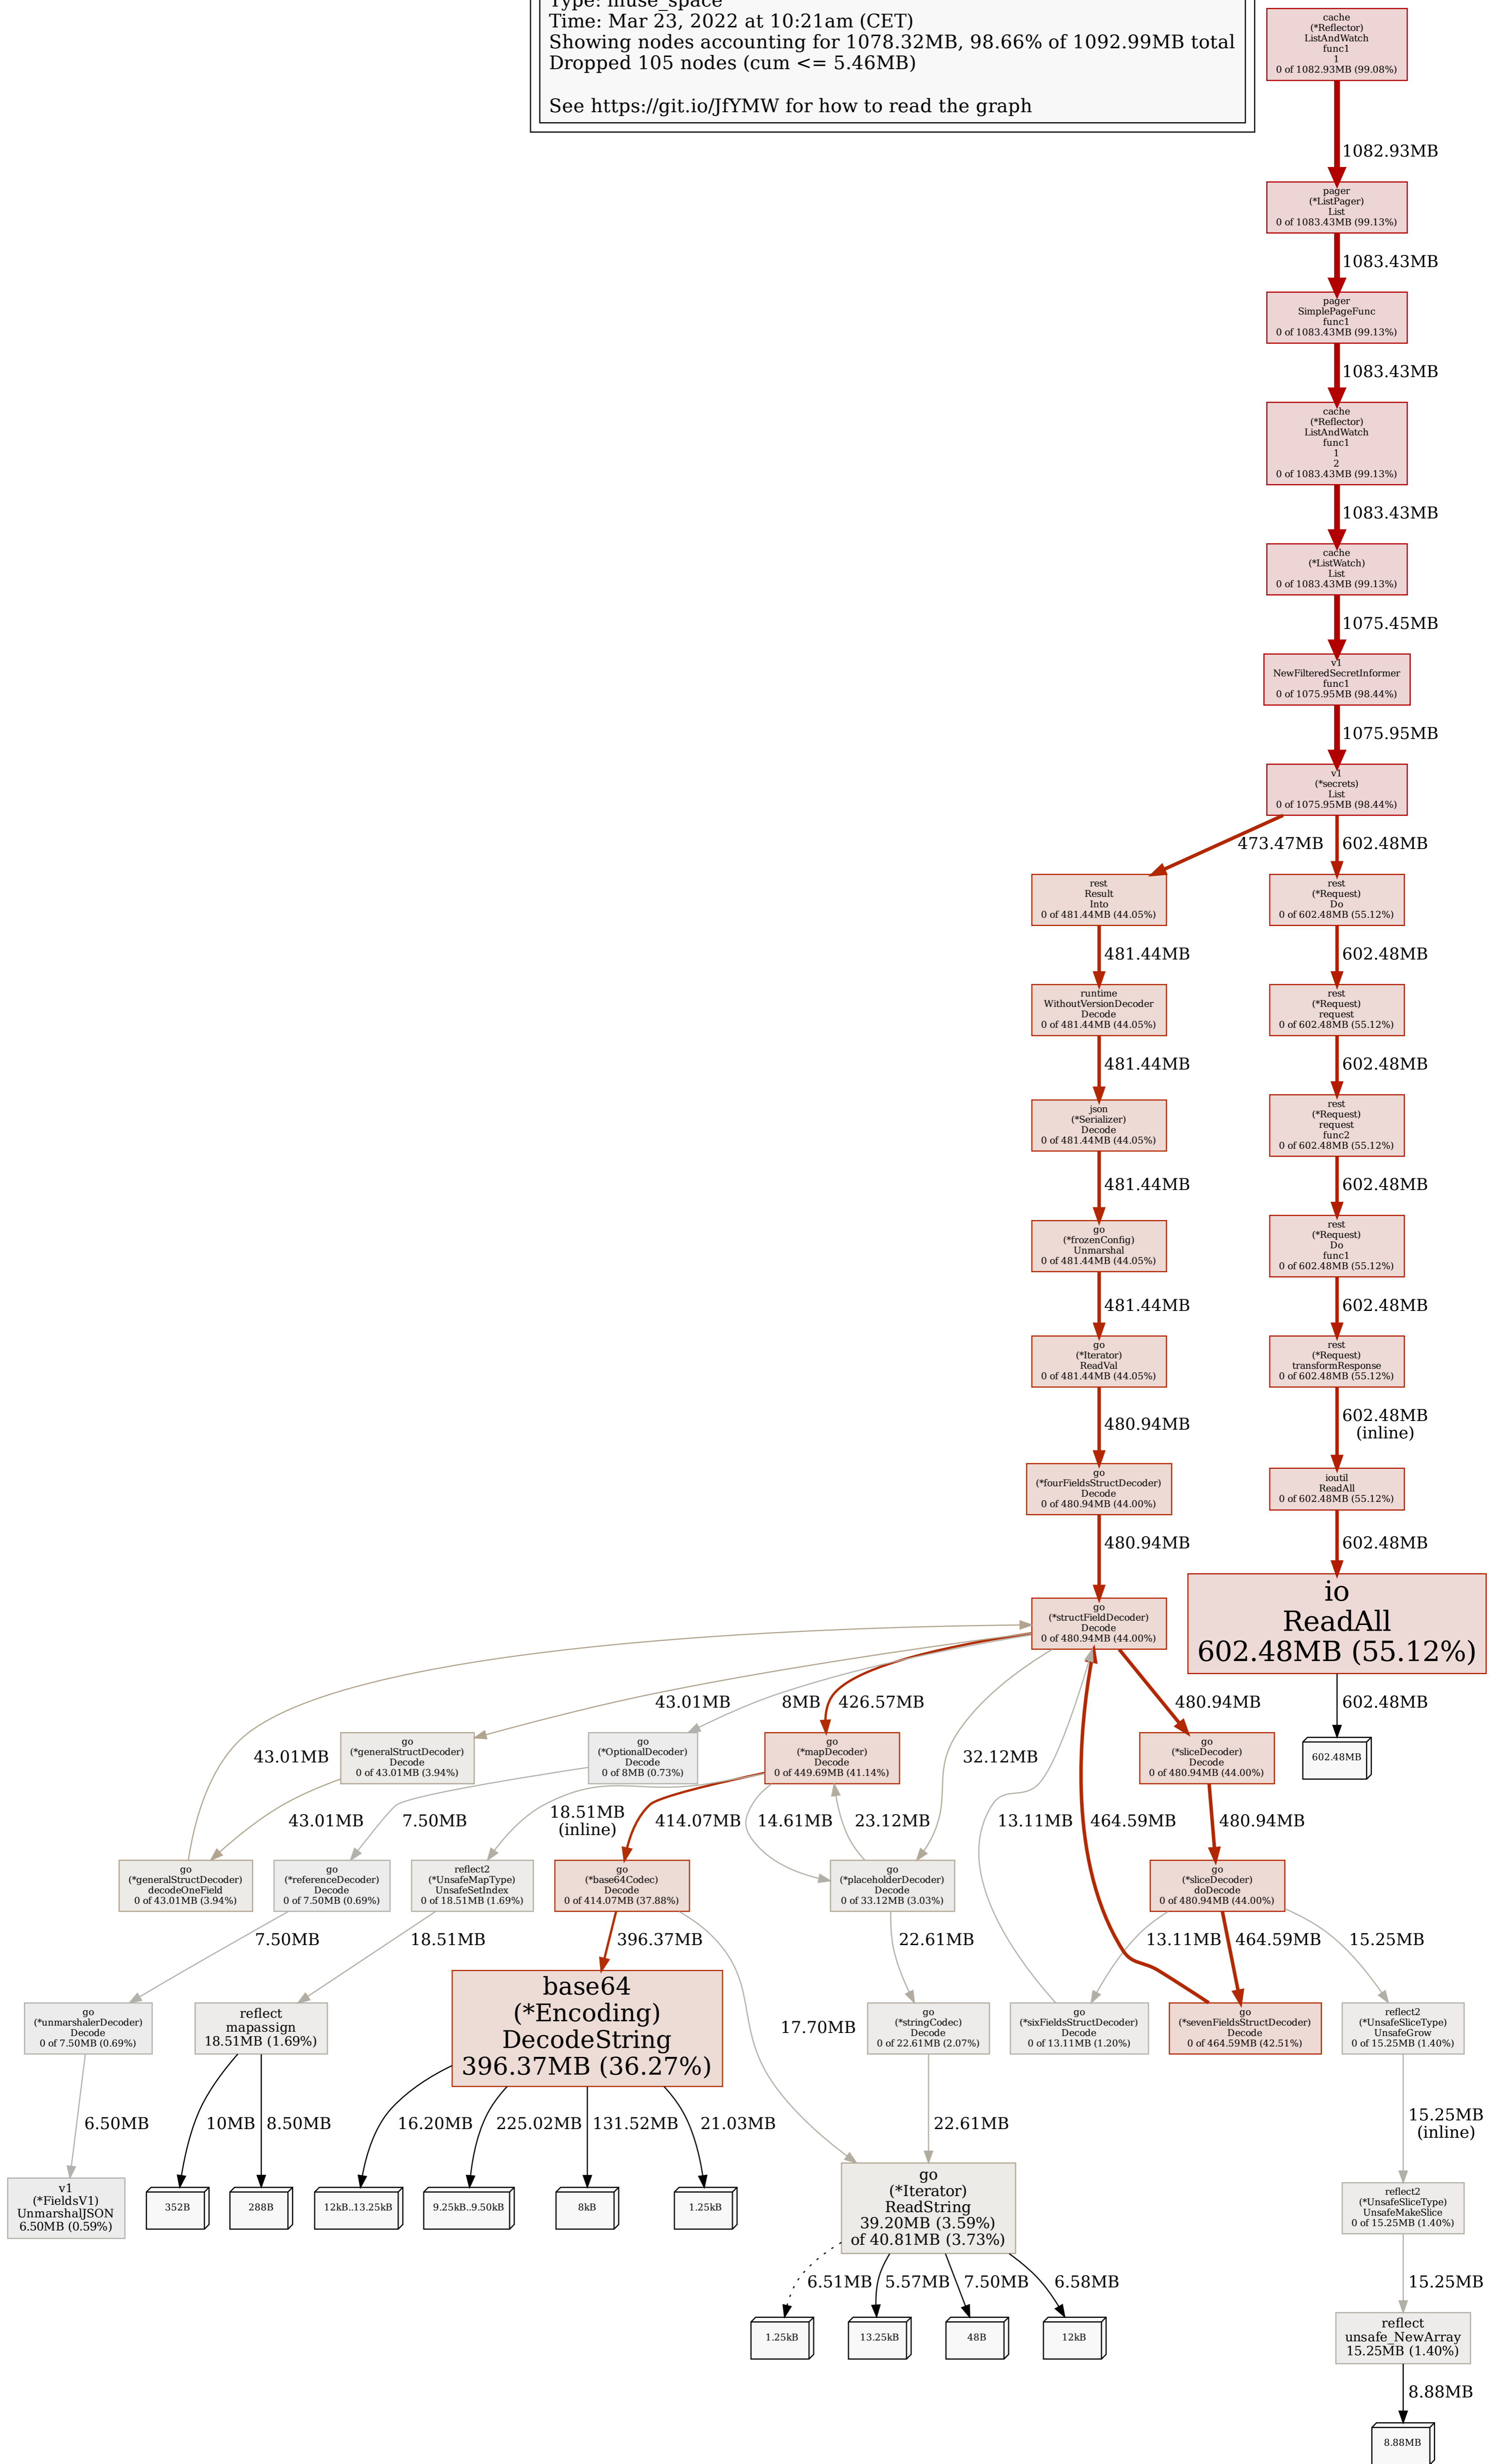 Type: inuse_space
Time: Mar 23, 2022 at 10:21am (CET)
Showing nodes accounting for 1078.32MB, 98.66% of 1092.99MB total
Dropped 105 nodes (cum <= 5.46MB)
See https://git.io/JfYMW for how to read the graph
cache
(*Reflector)
ListAndWatch
func1
1
0 of 1082.93MB (99.08%)
1082.93MB
pager
(*ListPager)
List
0 of 1083.43MB (99.13%)
1083.43MB
pager
SimplePageFunc
func1
0 of 1083.43MB (99.13%)
1083.43MB
cache
(*Reflector)
ListAndWatch
func1
1
2
0 of 1083.43MB (99.13%)
1083.43MB
cache
(*ListWatch)
List
0 of 1083.43MB (99.13%)
1075.45MB
v1
NewFilteredSecretInformer
func1
0 of 1075.95MB (98.44%)
1075.95MB
v1
(*secrets)
List
0 of 1075.95MB (98.44%)
473.47MB
602.48MB
rest
Result
Into
0 of 481.44MB (44.05%)
rest
(*Request)
Do
0 of 602.48MB (55.12%)
481.44MB
602.48MB
runtime
WithoutVersionDecoder
Decode
0 of 481.44MB (44.05%)
rest
(*Request)
request
0 of 602.48MB (55.12%)
481.44MB
602.48MB
json
(*Serializer)
Decode
0 of 481.44MB (44.05%)
rest
(*Request)
request
func2
0 of 602.48MB (55.12%)
481.44MB
602.48MB
go
(*frozenConfig)
Unmarshal
0 of 481.44MB (44.05%)
rest
(*Request)
Do
func1
0 of 602.48MB (55.12%)
481.44MB
602.48MB
go
(*Iterator)
ReadVal
0 of 481.44MB (44.05%)
rest
(*Request)
transformResponse
0 of 602.48MB (55.12%)
480.94MB
602.48MB
(inline)
go
(*fourFieldsStructDecoder)
Decode
0 of 480.94MB (44.00%)
ioutil
ReadAll
0 of 602.48MB (55.12%)
480.94MB
602.48MB
go
(*structFieldDecoder)
Decode
0 of 480.94MB (44.00%)
io
ReadAll
602.48MB (55.12%)
43.01MB
8MB
426.57MB
480.94MB
602.48MB
43.01MB
go
(*generalStructDecoder)
Decode
0 of 43.01MB (3.94%)
go
(*OptionalDecoder)
Decode
0 of 8MB (0.73%)
go
(*mapDecoder)
Decode
0 of 449.69MB (41.14%)
32.12MB
go
(*sliceDecoder)
Decode
0 of 480.94MB (44.00%)
602.48MB
43.01MB
7.50MB
18.51MB
(inline)
414.07MB
14.61MB
23.12MB
13.11MB
464.59MB
480.94MB
go
(*generalStructDecoder)
decodeOneField
0 of 43.01MB (3.94%)
go
(*referenceDecoder)
Decode
0 of 7.50MB (0.69%)
reflect2
(*UnsafeMapType)
UnsafeSetIndex
0 of 18.51MB (1.69%)
go
(*base64Codec)
Decode
0 of 414.07MB (37.88%)
go
(*placeholderDecoder)
Decode
0 of 33.12MB (3.03%)
go
(*sliceDecoder)
doDecode
0 of 480.94MB (44.00%)
7.50MB
18.51MB
396.37MB
22.61MB
13.11MB
464.59MB
15.25MB
go
(*unmarshalerDecoder)
Decode
0 of 7.50MB (0.69%)
reflect
mapassign
18.51MB (1.69%)
base64
(*Encoding)
DecodeString
396.37MB (36.27%)
17.70MB
go
(*stringCodec)
Decode
0 of 22.61MB (2.07%)
go
(*sixFieldsStructDecoder)
Decode
0 of 13.11MB (1.20%)
go
(*sevenFieldsStructDecoder)
Decode
0 of 464.59MB (42.51%)
reflect2
(*UnsafeSliceType)
UnsafeGrow
0 of 15.25MB (1.40%)
6.50MB
10MB
8.50MB
16.20MB
225.02MB
131.52MB
21.03MB
22.61MB
15.25MB
(inline)
v1
(*FieldsV1)
UnmarshalJSON
6.50MB (0.59%)
352B
288B
12kB..13.25kB
9.25kB..9.50kB
8kB
1.25kB
go
(*Iterator)
ReadString
39.20MB (3.59%)
of 40.81MB (3.73%)
reflect2
(*UnsafeSliceType)
UnsafeMakeSlice
0 of 15.25MB (1.40%)
6.51MB
5.57MB
7.50MB
6.58MB
15.25MB
1.25kB
13.25kB
48B
12kB
reflect
unsafe_NewArray
15.25MB (1.40%)
8.88MB
8.88MB